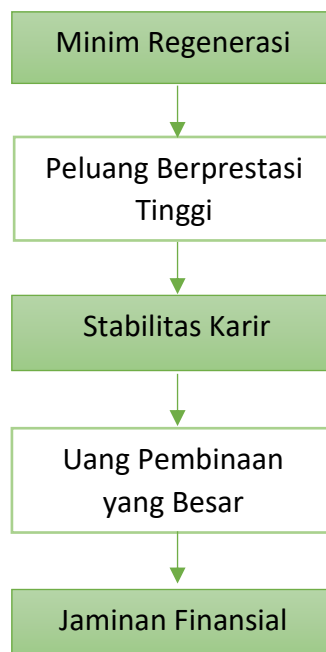 Minim Regenerasi
Peluang Berprestasi
Tinggi
Stabilitas Karir
Uang Pembinaan
yang Besar
Jaminan Finansial